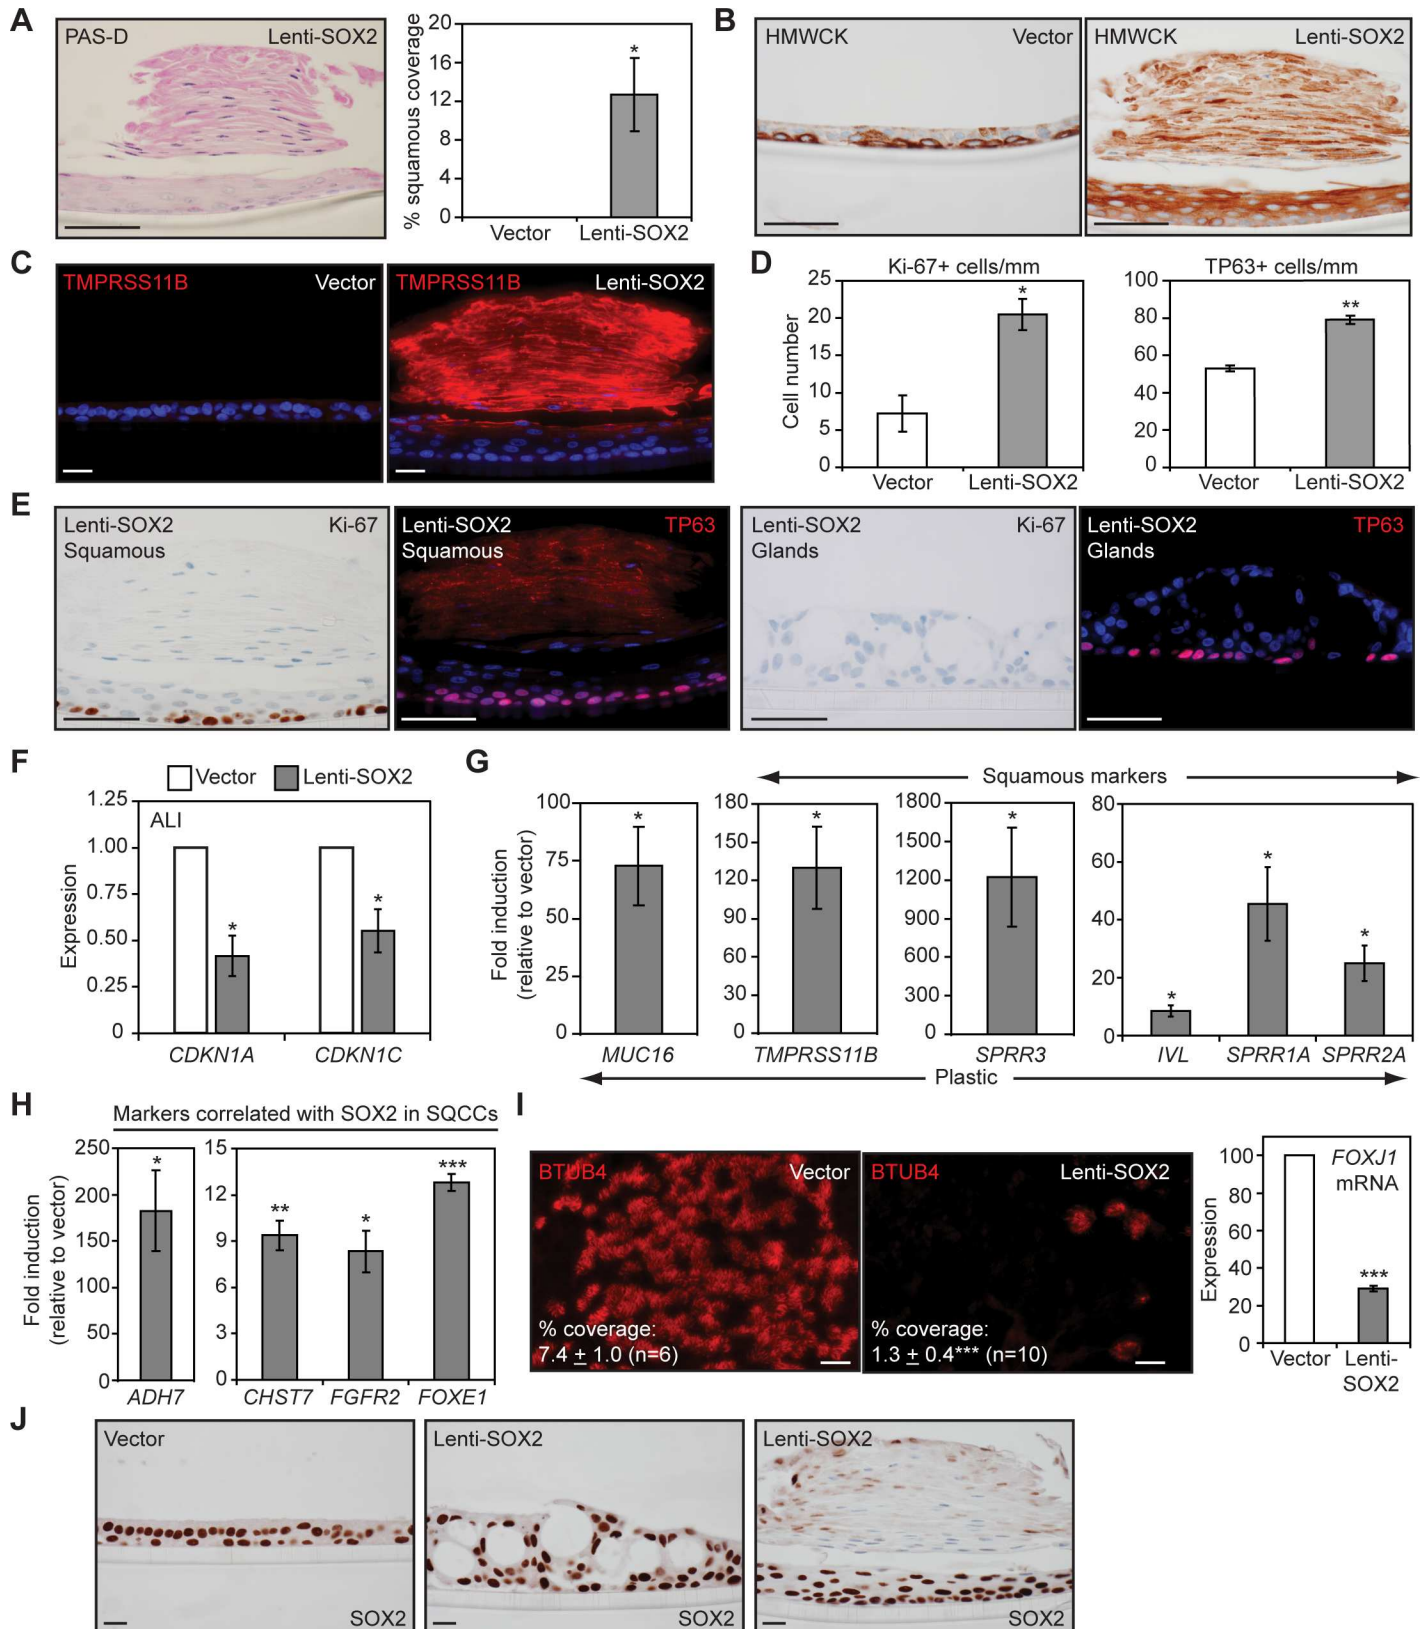 A
PAS-D Lenti-SOX2
% squamous coverage
20
16
12
8
4
0
*
Vector Lenti-SOX2
B
HMWCK Vector
HMWCK Lenti-SOX2
C
TMPRSS11B Vector
TMPRSS11B Lenti-SOX2
D
Ki-67+ cells/mm
Cell number
25
20
15
10
5
0
*
Vector Lenti-SOX2
TP63+ cells/mm
100
80
60
40
20
0
**
Vector Lenti-SOX2
E
Lenti-SOX2 Ki-67
Squamous
Lenti-SOX2 TP63
Squamous
Lenti-SOX2 Ki-67
Glands
Lenti-SOX2 TP63
Glands
F
Vector Lenti-SOX2
ALI
Expression
1.25
1.00
0.75
0.50
0.25
0
* *
CDKN1A CDKN1C
G
Squamous markers
Fold induction
(relative to vector)
100
75
50
25
0
*
MUC16
180
150
120
90
60
30
0
*
TMPRSS11B
1800
1500
1200
900
600
300
0
*
SPRR3
80
60
40
20
0
* * *
IVL SPRR1A SPRR2A
Plastic
H
Markers correlated with SOX2 in SQCCs
Fold induction
(relative to vector)
250
200
150
100
50
0
*
ADH7
15
12
9
6
3
0
** * ***
CHST7 FGFR2 FOXE1
I
BTUB4 Vector
% coverage:
7.4 ± 1.0 (n=6)
BTUB4 Lenti-SOX2
% coverage:
1.3 ± 0.4*** (n=10)
FOXJ1
mRNA
Expression
100
80
60
40
20
0
***
Vector Lenti-
SOX2
J
Vector
SOX2
Lenti-SOX2
SOX2
Lenti-SOX2
SOX2